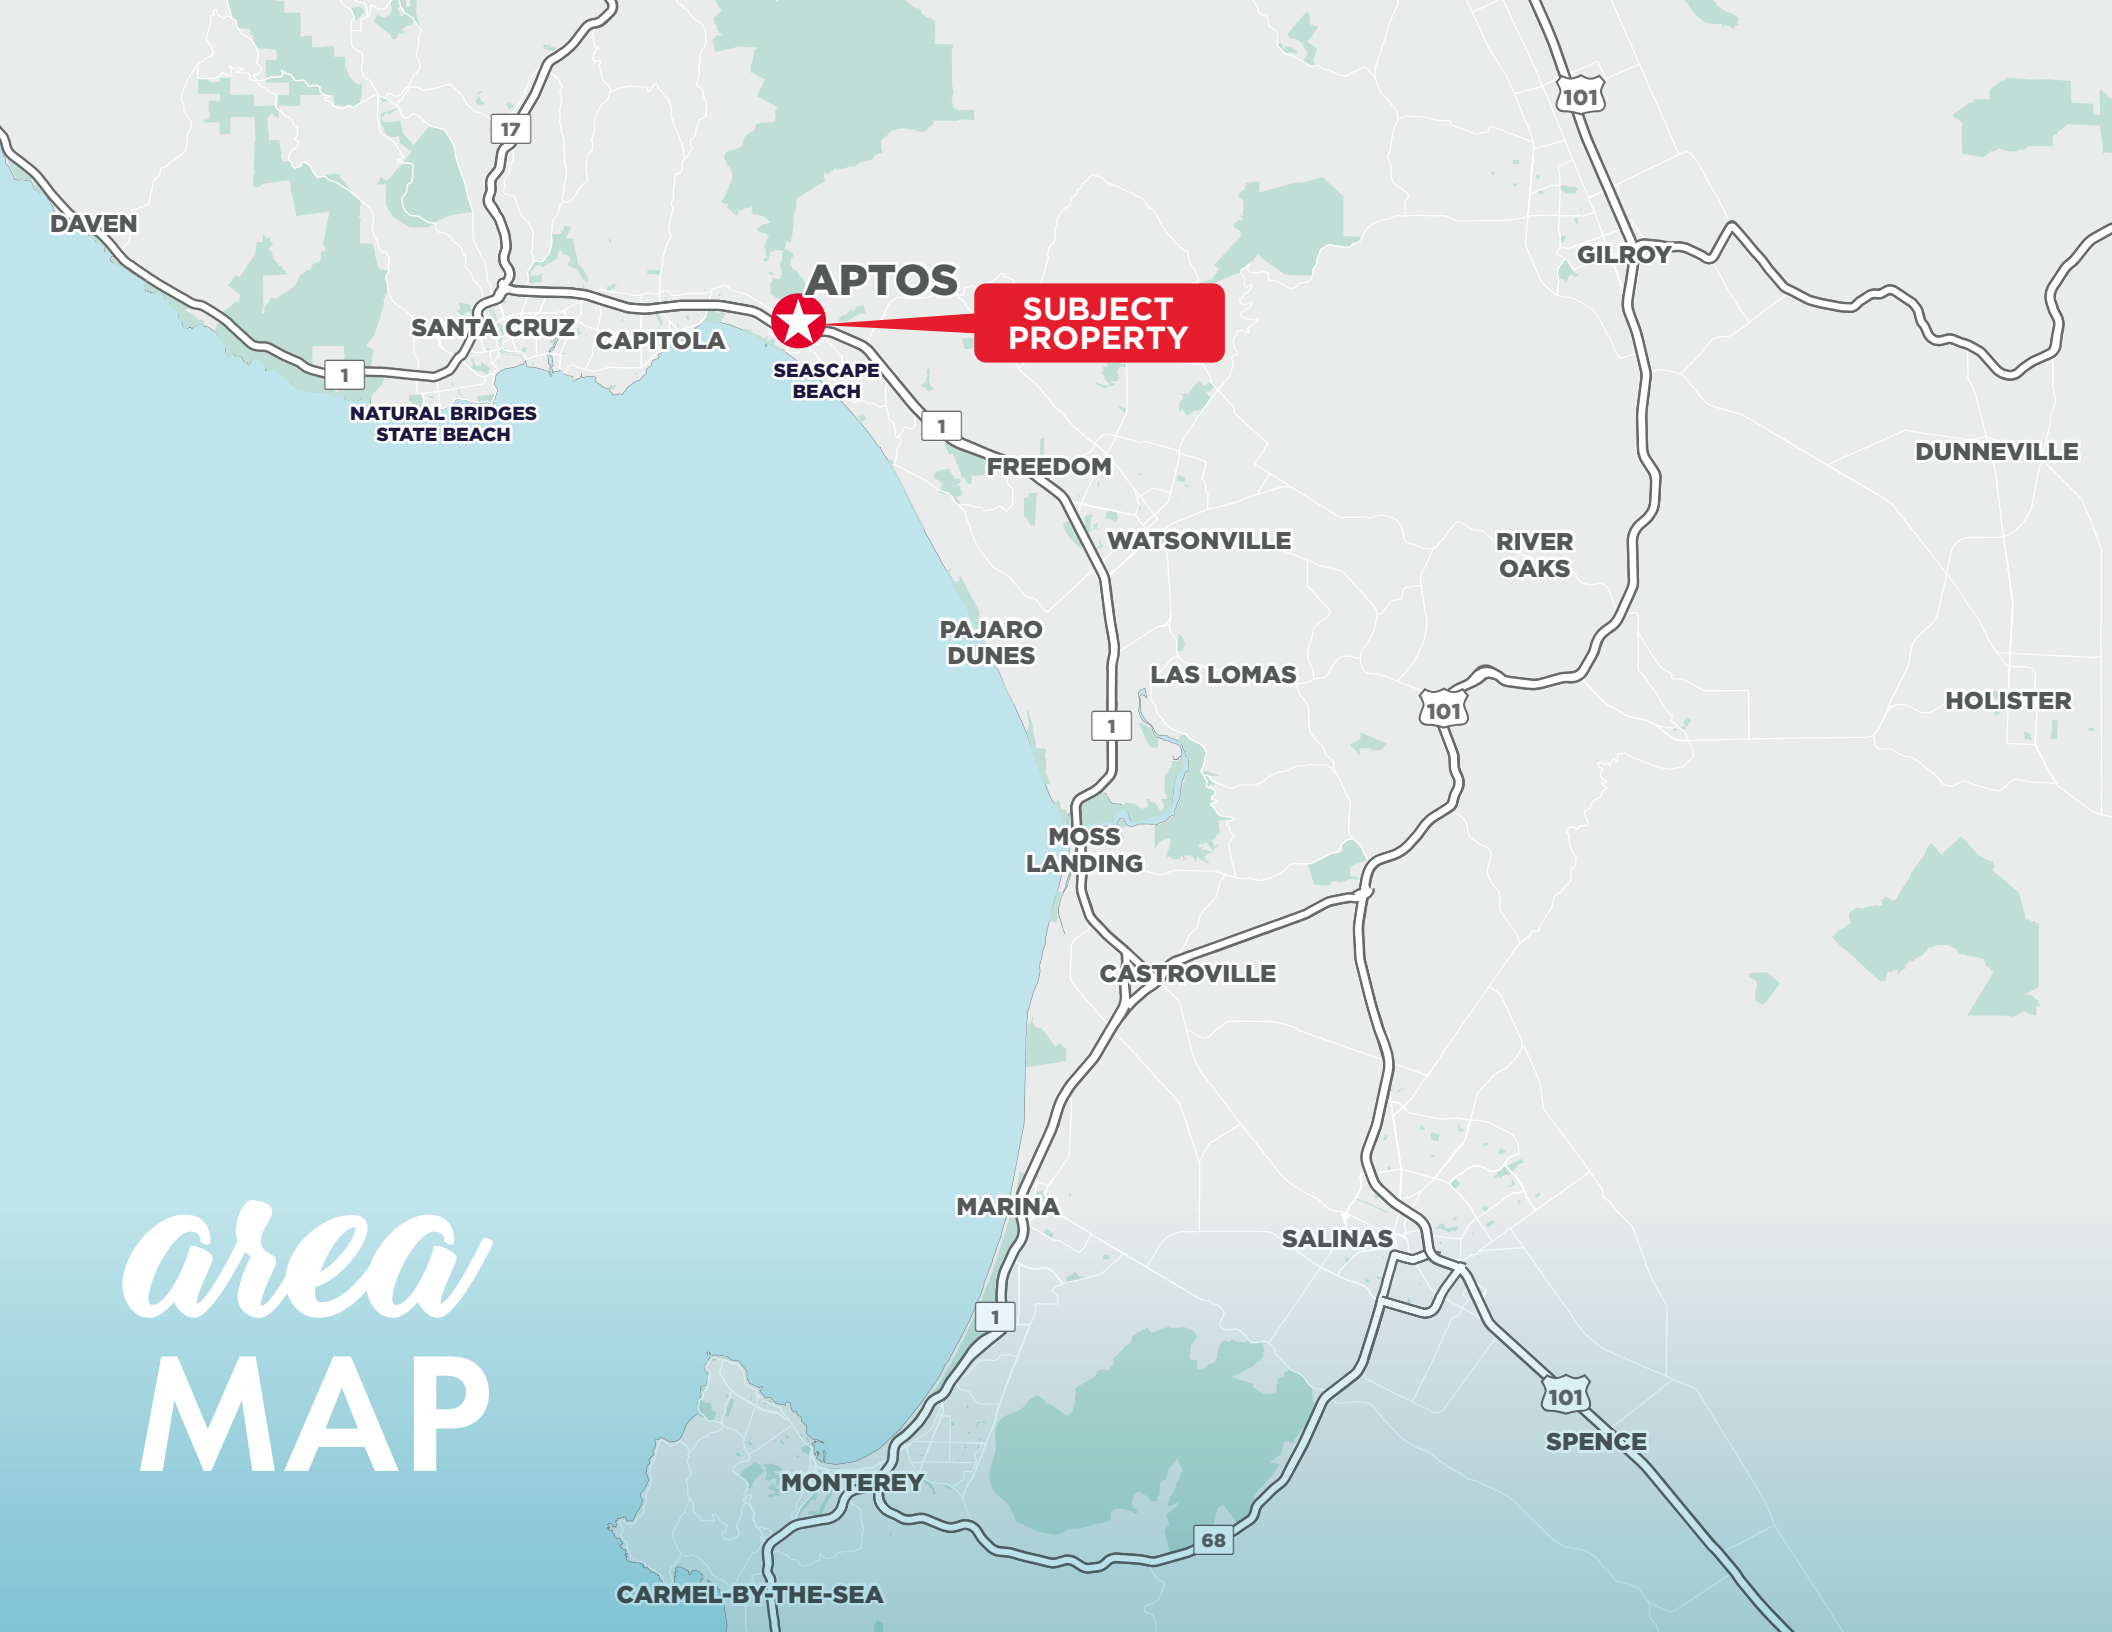 101
17
DAVEN
GILROY
APTOS
SUBJECT
PROPERTY
SANTA CRUZ
CAPITOLA
1
SEASCAPE
BEACH
NATURAL BRIDGES
STATE BEACH
1
FREEDOM
DUNNEVILLE
WATSONVILLE
RIVER
OAKS
PAJARO
DUNES
LAS LOMAS
HOLISTER
101
1
MOSS
LANDING
CASTROVILLE
MARINA
SALINAS
area
MAP
1
101
SPENCE
MONTEREY
68
CARMEL-BY-THE-SEA